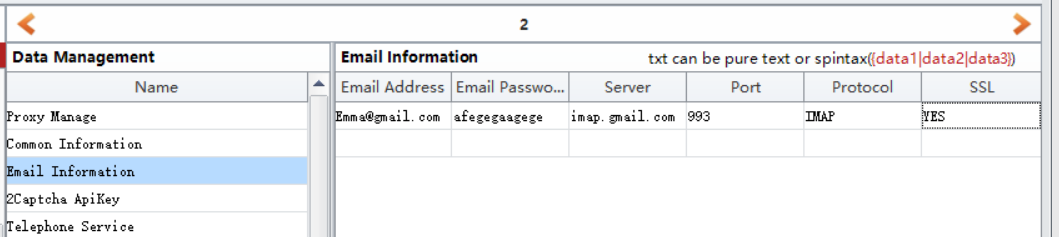 2
Data Management
Name
Proxy Manage
Common Information
Email Information
2Captcha ApiKey
Telephone Service
Email Information txt can be pure text or spintax({data1|data2|data3})
Email Address Email Passwo... Server Port Protocol SSL
Emma@gmail.com afegegaagege imap.gmail.com 993 IMAP YES